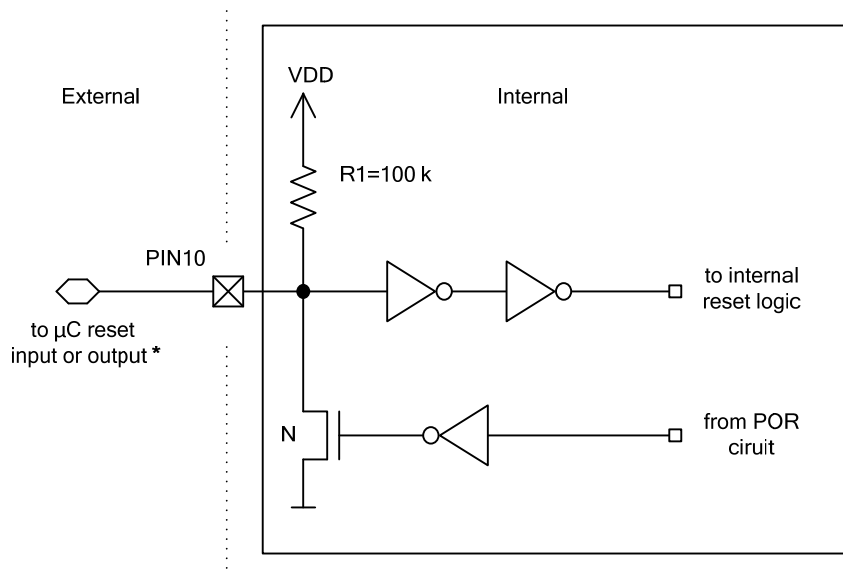 External
VDD
Internal
R1=100 k
PIN10
to internal
reset logic
to µC reset
input or output *
N
from POR
ciruit